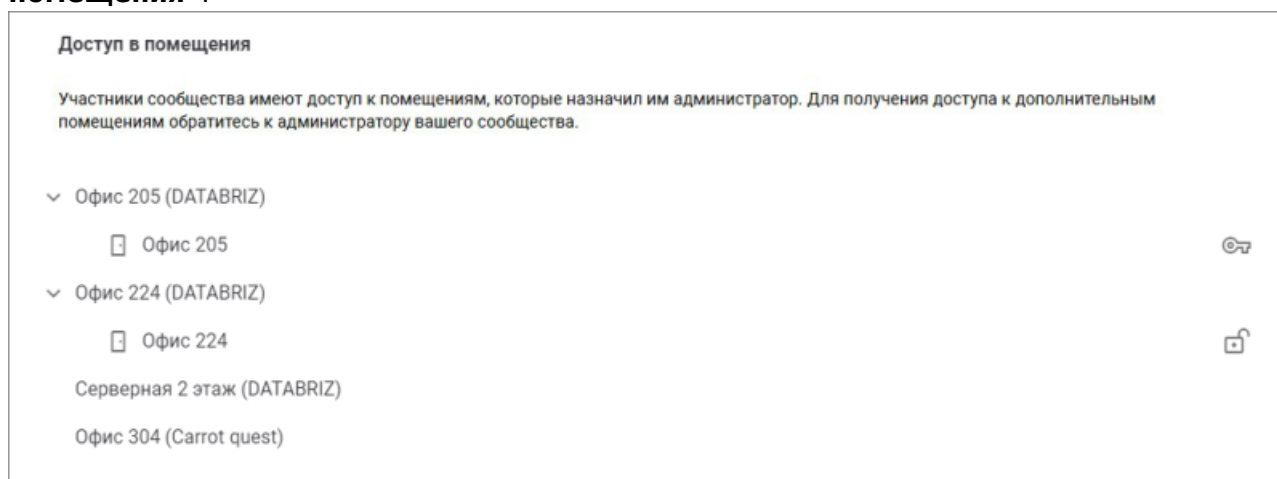 помещения".
Доступ в помещения
Участники сообщества имеют доступ к помещениям, которые назначил им администратор. Для получения доступа к дополнительным
помещениям обратитесь к администратору вашего сообщества.
Офис 205 (DATABRIZ)
Офис 205
Офис 224 (DATABRIZ)
Офис 224
Серверная 2 этаж (DATABRIZ)
Офис 304 (Carrot quest)